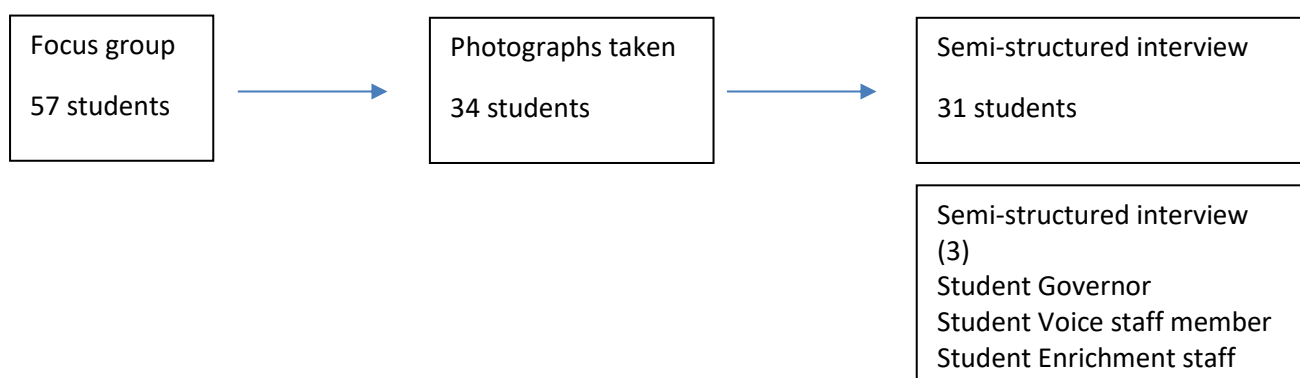 Focus group
57 students
Photographs taken
34 students
Semi-structured interview
31 students
Semi-structured interview
(3)
Student Governor
Student Voice staff member
Student Enrichment staff